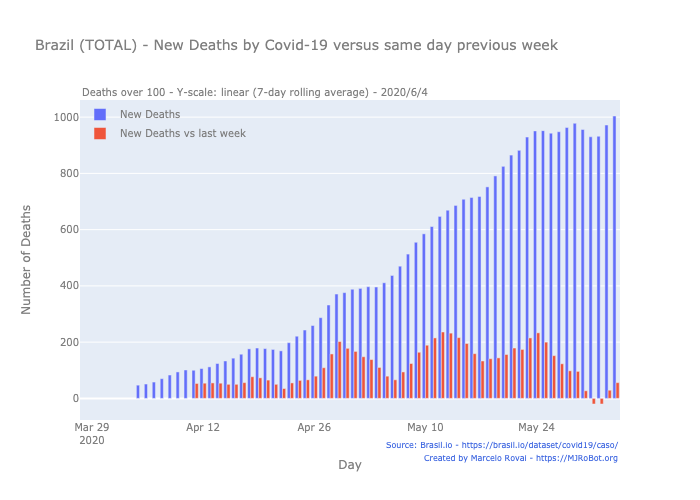 Brazil (TOTAL) - New Deaths by Covid-19 versus same day previous week
Deaths over 100 - Y-scale: linear (7-day rolling average) - 2020/6/4
New Deaths
New Deaths vs last week
1000
800
600
400
200
0
Number of Deaths
Mar 29
2020
Apr 12
Apr 26
May 10
May 24
Day
Source: Brasil.io - https://brasil.io/dataset/covid19/caso/
Created by Marcelo Rovai - https://MJRoBot.org